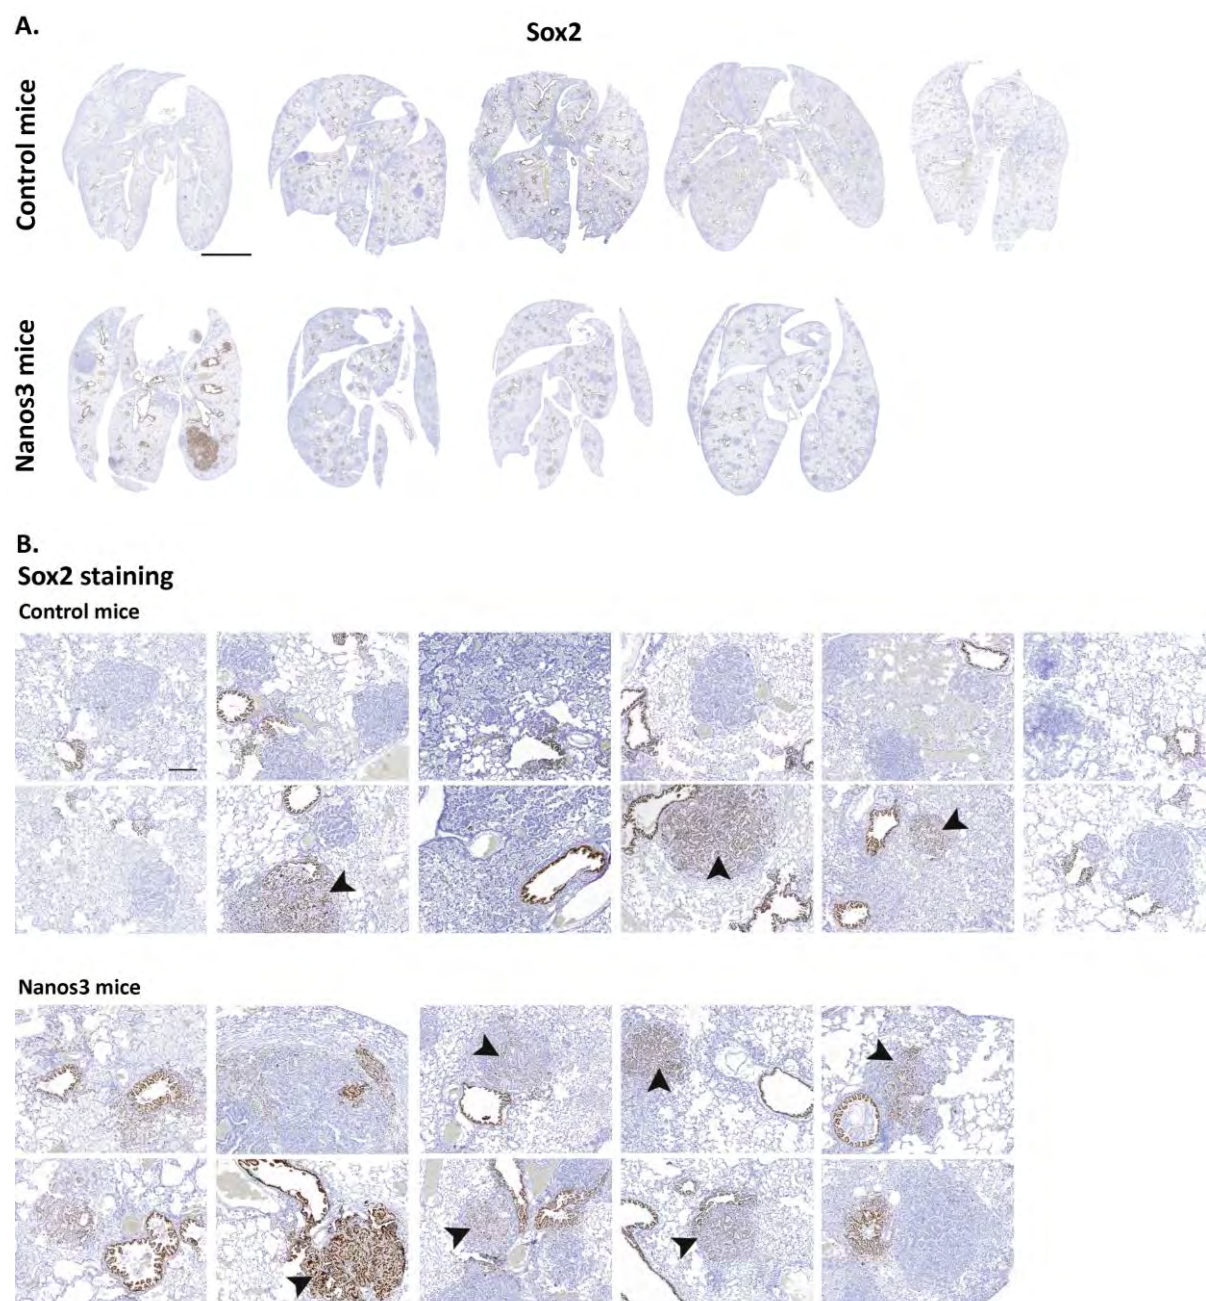 A.
Sox2
Control mice
Nanos3 mice
B.
Sox2 staining
Control mice
Nanos3 mice